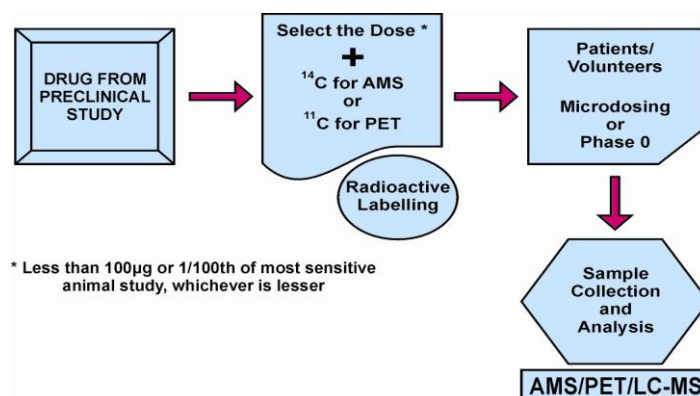 DRUG FROM
PRECLINICAL
STUDY
Select the Dose *
+
¹⁴C for AMS
or
¹¹C for PET
Radioactive
Labelling
Patients/
Volunteers
Microdosing
or
Phase 0
* Less than 100µg or 1/100th of most sensitive
animal study, whichever is lesser
Sample
Collection
and
Analysis
AMS/PET/LC-MS